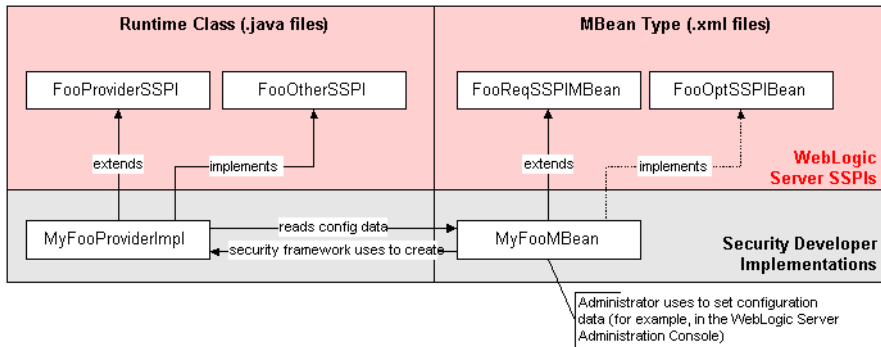 Runtime Class (.java files)
MBean Type (.xml files)
FooProviderSSPI
FooOtherSSPI
FooReqSSPIMBean
FooOptSSPIBean
extends
implements
extends
implements
WebLogic
Server SSPIs
MyFooProviderImpl
reads config data
security framework uses to create
MyFooMBean
Security Developer
Implementations
Administrator uses to set configuration
data (for example, in the WebLogic Server
Administration Console)